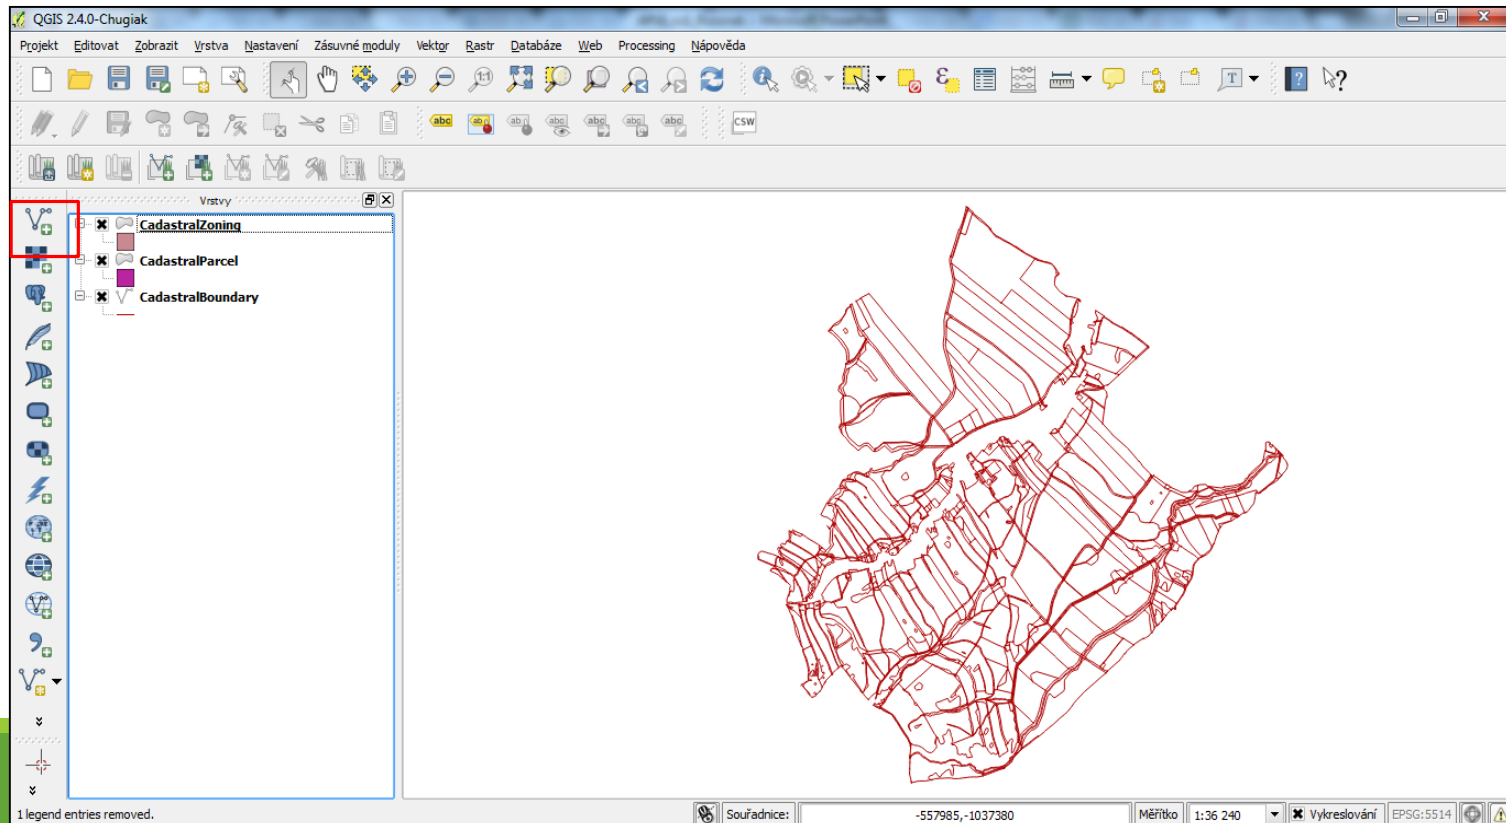 QGIS 2.4.0-Chugiak
Projekt Editovat Zobrazit Vrstva Nastavení Zásuvné moduly Vektor Rastr Databáze Web Processing Nápověda
1:1
T
?
?
abc
CSW
Vrstvy
CadastralZoning
CadastralParcel
CadastralBoundary
1 legend entries removed.
Souřadnice: -557985,-1037380 Měřítko 1:36 240 Vykreslování EPSG:5514